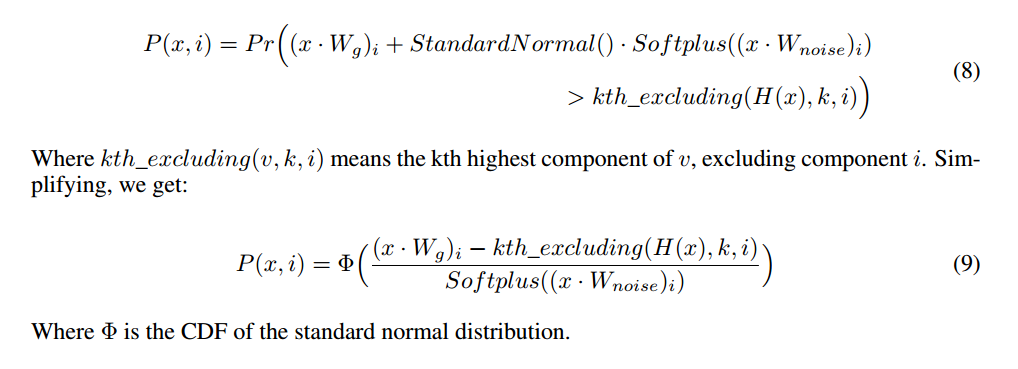 P(x, i) = Pr((x · W_g)_i + StandardNormal() · Softplus((x · W_noise)_i)
> kth_excluding(H(x), k, i))
(8)
Where kth_excluding(v, k, i) means the kth highest component of v, excluding component i. Sim-
plifying, we get:
P(x, i) = Φ(((x · W_g)_i − kth_excluding(H(x), k, i)) / Softplus((x · W_noise)_i))
(9)
Where Φ is the CDF of the standard normal distribution.